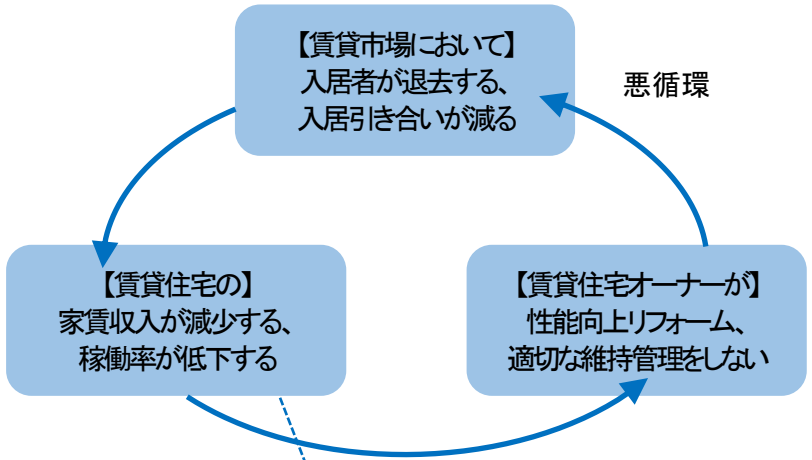 【賃貸市場において】
入居者が退去する、
入居引き合いが減る
悪循環
【賃貸住宅の】
家賃収入が減少する、
稼働率が低下する
【賃貸住宅オーナーが】
性能向上リフォーム、
適切な維持管理をしない